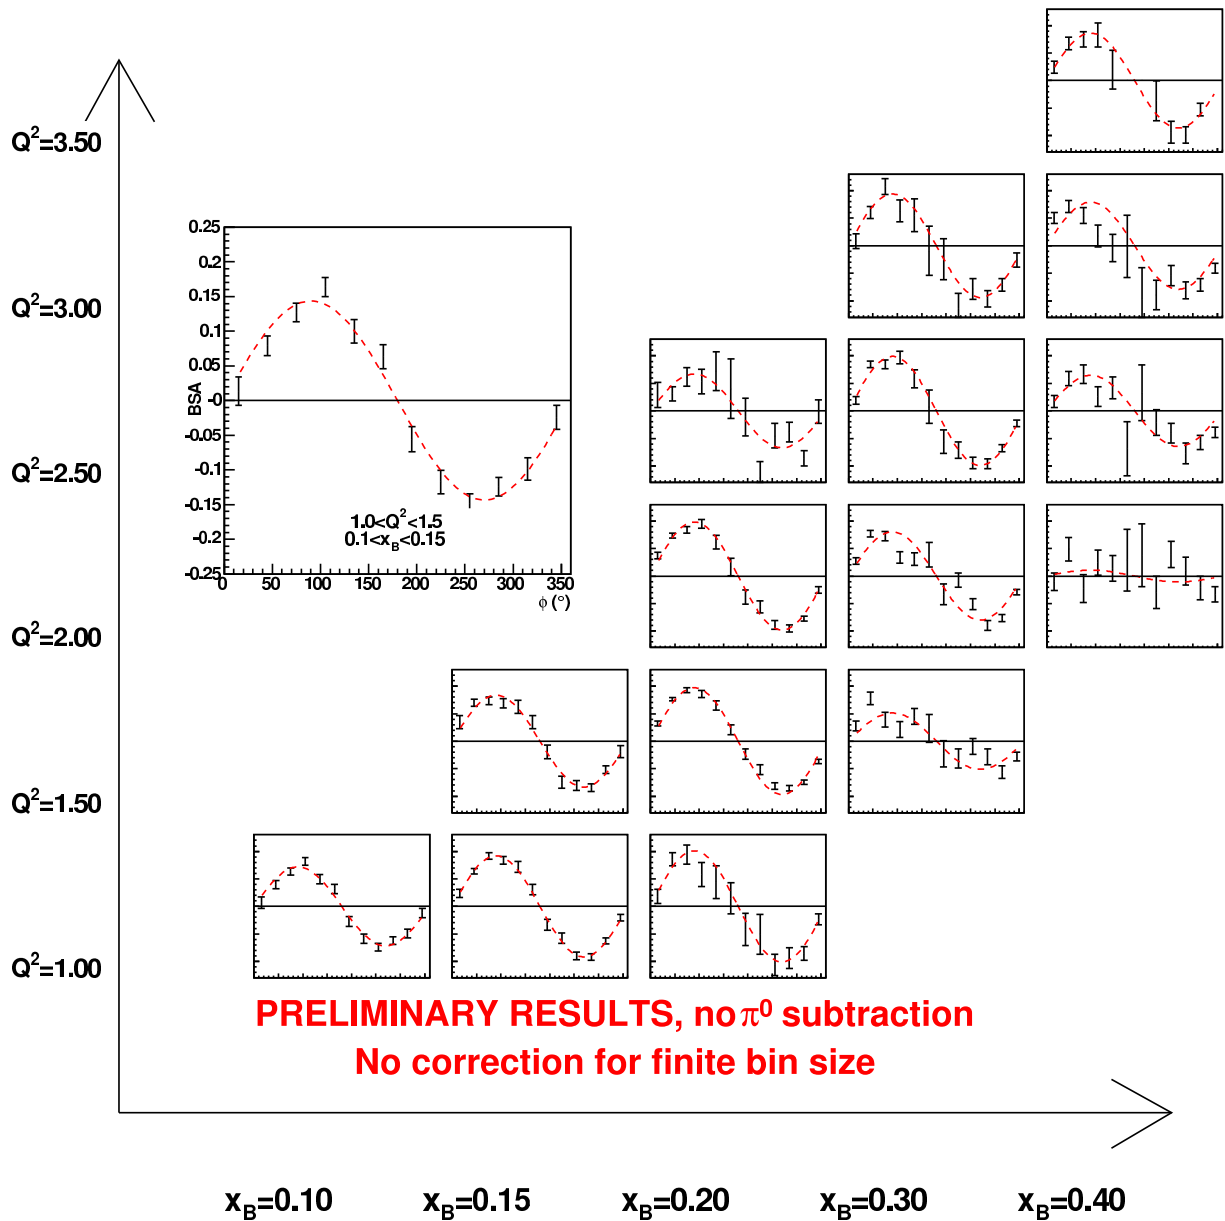 Q²=3.50
Q²=3.00
Q²=2.50
Q²=2.00
Q²=1.50
Q²=1.00
0.25
0.2
0.15
0.1
0.05
-0
-0.05
-0.1
-0.15
-0.2
-0.25
BSA
1.0<Q²<1.5
0.1<x_B<0.15
0 50 100 150 200 250 300 350
ϕ (°)
PRELIMINARY RESULTS, no π⁰ subtraction
No correction for finite bin size
x_B=0.10 x_B=0.15 x_B=0.20 x_B=0.30 x_B=0.40